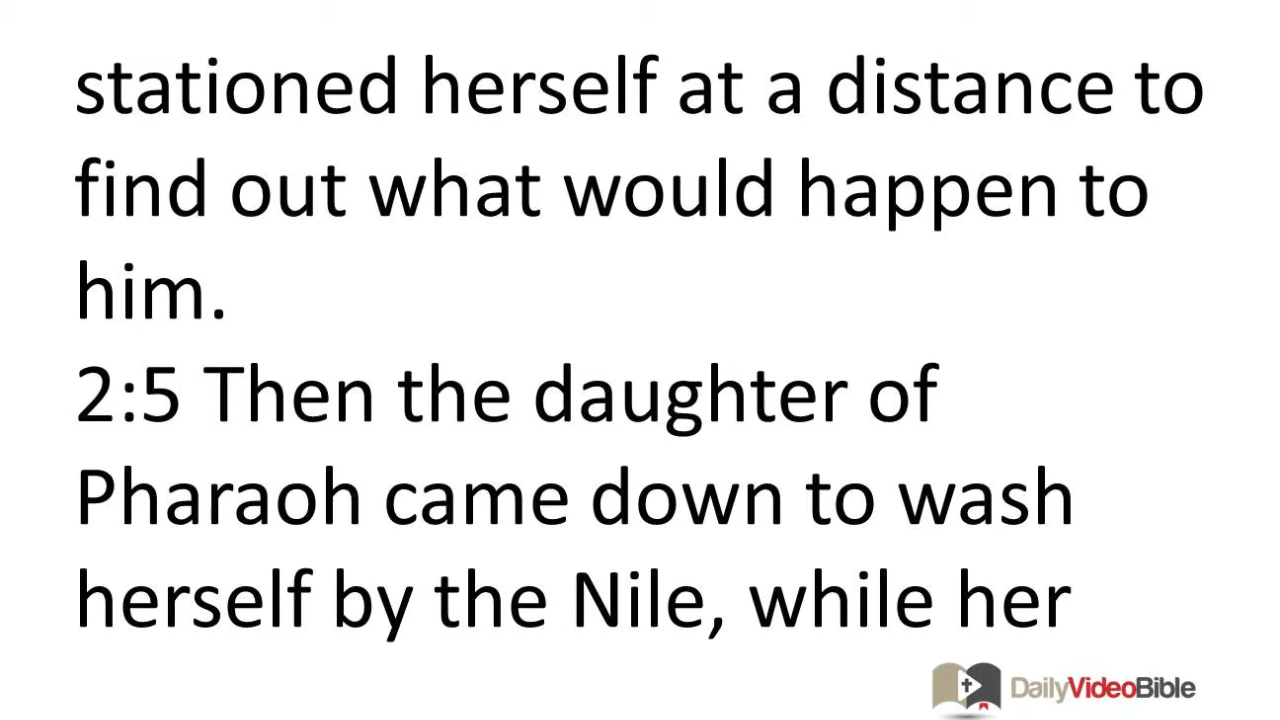 stationed herself at a distance to
find out what would happen to
him.
2:5 Then the daughter of
Pharaoh came down to wash
herself by the Nile, while her
DailyVideoBible